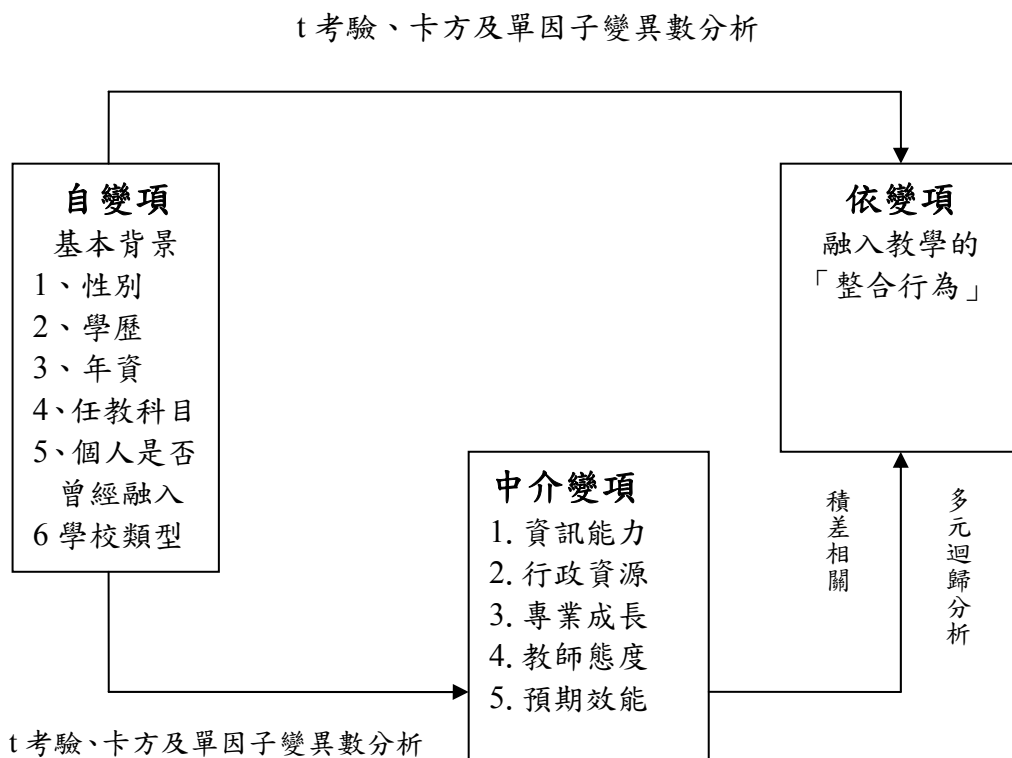 t 考驗、卡方及單因子變異數分析
自變項
基本背景
1、性別
2、學歷
3、年資
4、任教科目
5、個人是否
曾經融入
6 學校類型
依變項
融入教學的
「整合行為」
中介變項
1. 資訊能力
2. 行政資源
3. 專業成長
4. 教師態度
5. 預期效能
積差相關
多元迴歸分析
t 考驗、卡方及單因子變異數分析